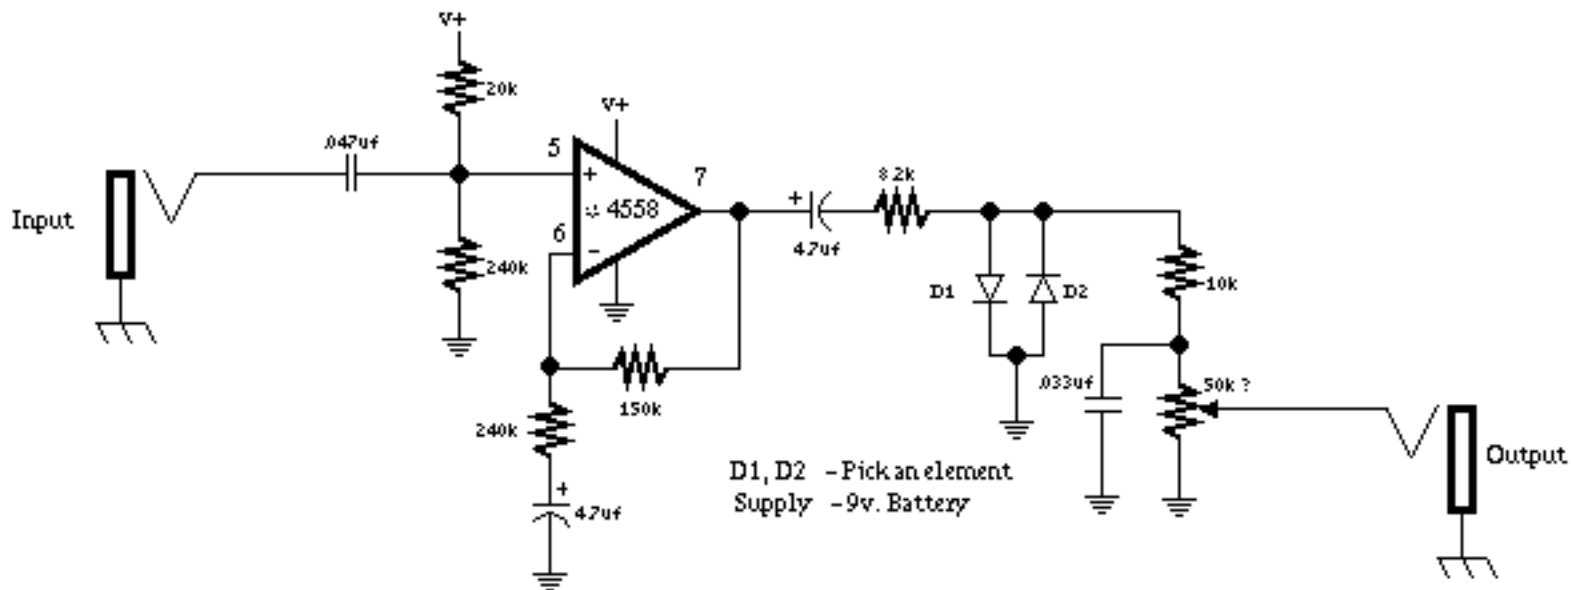 V+
20k
V+
.047uf
5
7
+
8.2k
+
Input
4558
6
-
4.7uf
240k
D1
D2
10k
.033uf
50k ?
150k
240k
D1, D2 - Pick an element
Output
Supply - 9v. Battery
+
4.7uf